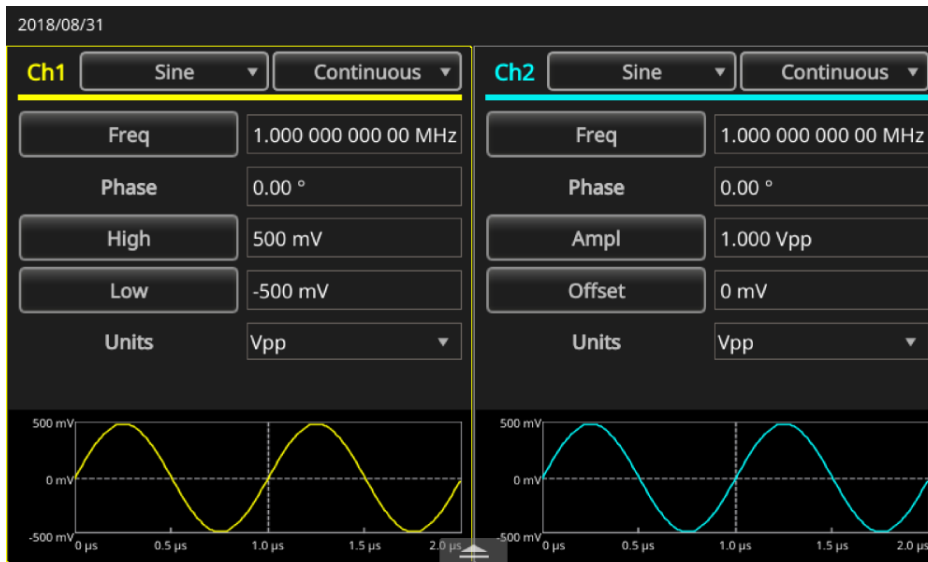 2018/08/31
Ch1 Sine Continuous
Freq 1.000 000 000 00 MHz
Phase 0.00 °
High 500 mV
Low -500 mV
Units Vpp
500 mV
0 mV
-500 mV
0 µs 0.5 µs 1.0 µs 1.5 µs 2.0 µs
Ch2 Sine Continuous
Freq 1.000 000 000 00 MHz
Phase 0.00 °
Ampl 1.000 Vpp
Offset 0 mV
Units Vpp
500 mV
0 mV
-500 mV
0 µs 0.5 µs 1.0 µs 1.5 µs 2.0 µs